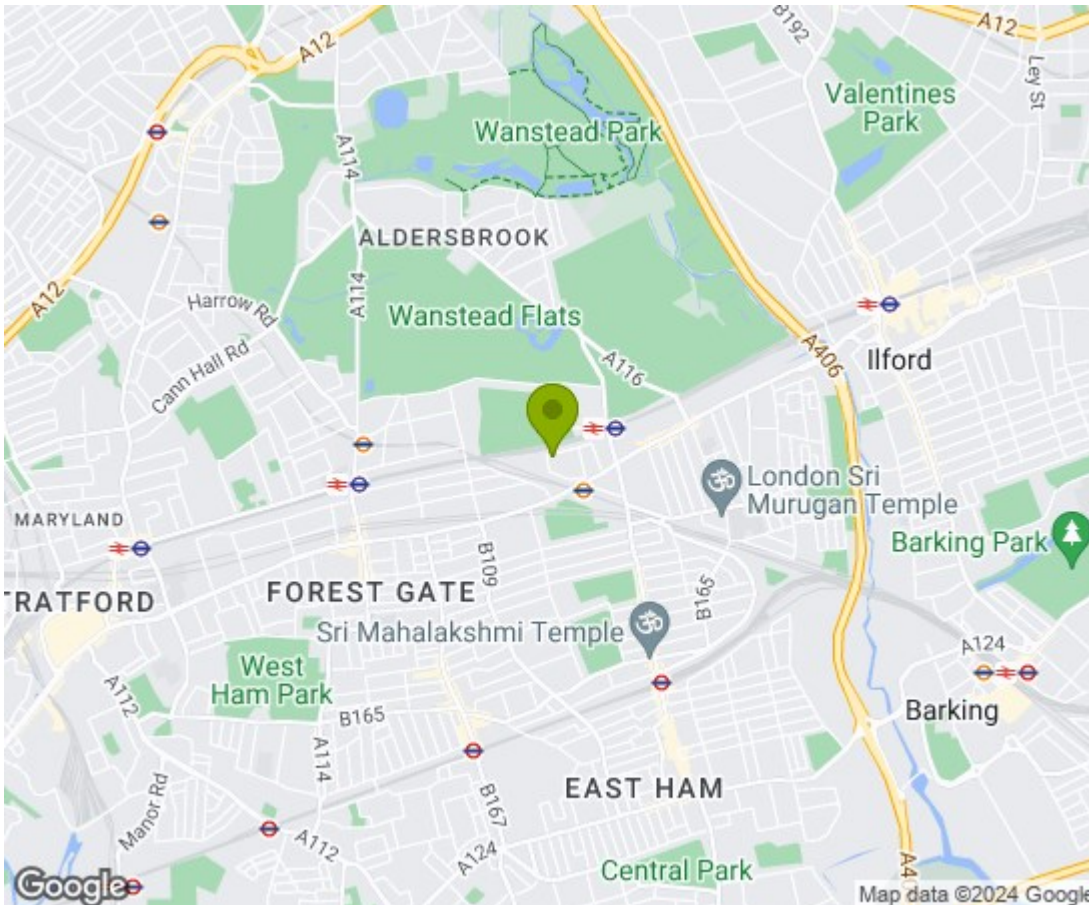 A12
B192
A12
Ley St
Valentines
Park
Wanstead Park
A114
ALDERSBROOK
A12
A114
Harrow Rd
Wanstead Flats
Cann Hall Rd
A116
A406
Ilford
London Sri
Murugan Temple
MARYLAND
Barking Park
B109
TRATFORD
FOREST GATE
B165
Sri Mahalakshmi Temple
A124
West
Ham Park
A112
B165
Barking
A114
Manor Rd
B167
EAST HAM
A112
A124
Central Park
Google
Map data ©2024 Google